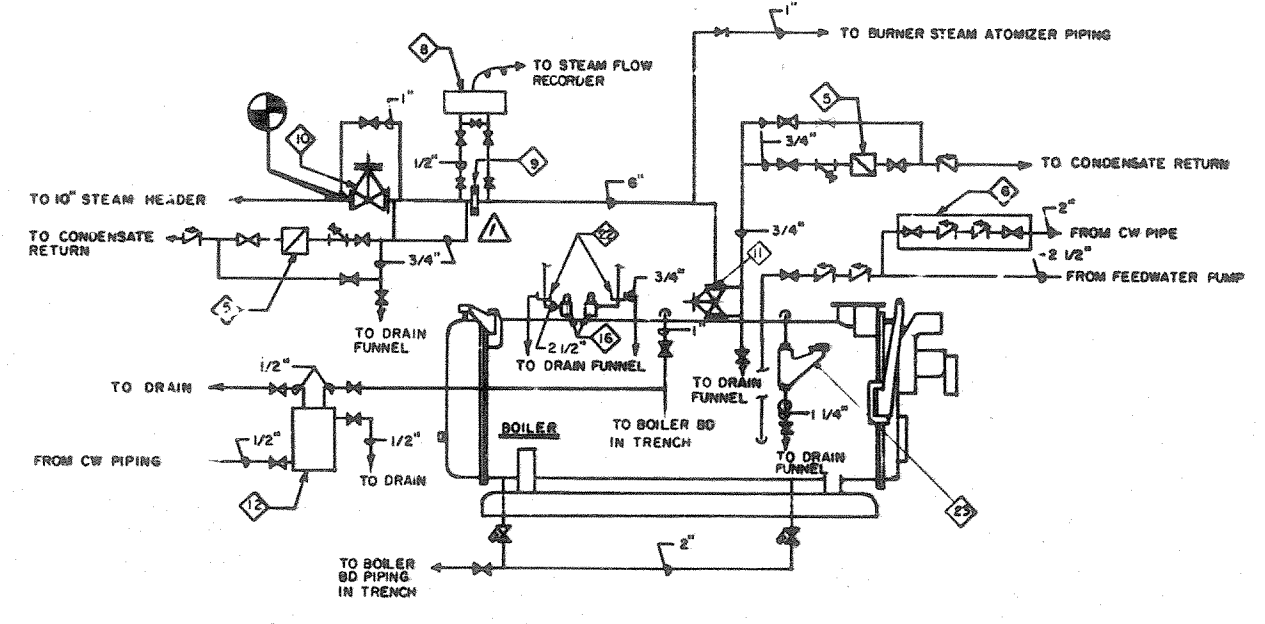 1"
TO BURNER STEAM ATOMIZER PIPING
8
TO STEAM FLOW
RECORDER
1"
10
5
3/4"
1/2"
9
TO CONDENSATE RETURN
6"
6
TO 10" STEAM HEADER
2"
FROM CW PIPE
TO CONDENSATE
RETURN
1
22
3/4"
11
3/4"
3/4"
2 1/2"
FROM FEEDWATER PUMP
5
TO DRAIN
FUNNEL
2 1/2"
16
1"
TO DRAIN FUNNEL
1/2"
TO DRAIN
TO DRAIN
FUNNEL
1 1/4"
BOILER
TO BOILER BD
IN TRENCH
1/2"
1/2"
FROM CW PIPING
TO DRAIN
FUNNEL
TO DRAIN
12
23
2"
TO BOILER
BD PIPING
IN TRENCH